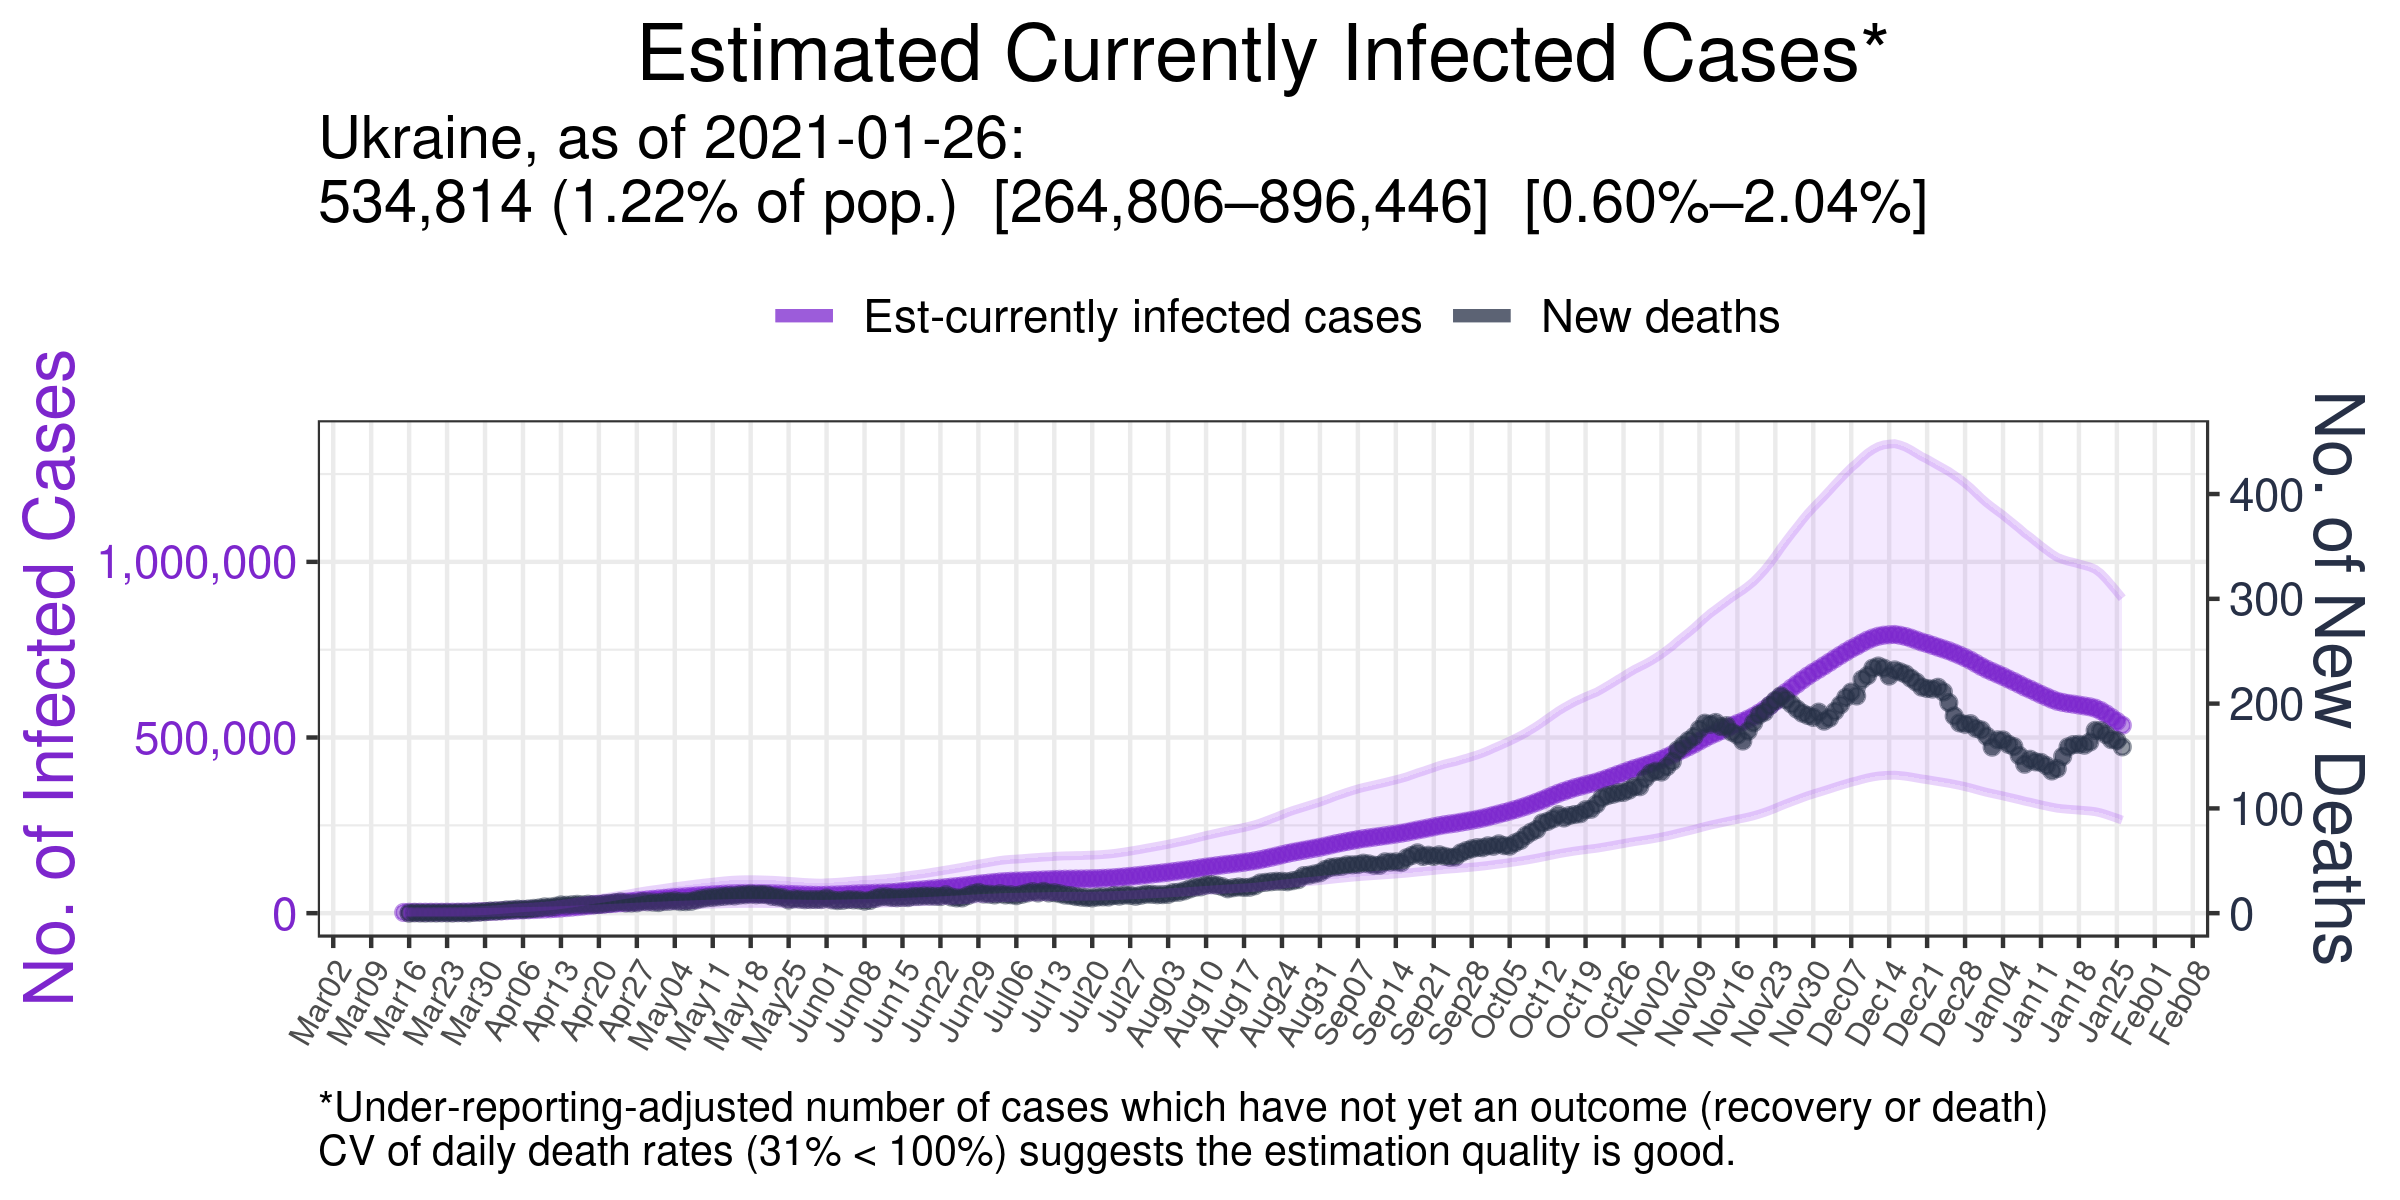 Estimated Currently Infected Cases*
Ukraine, as of 2021-01-26:
534,814 (1.22% of pop.) [264,806–896,446] [0.60%–2.04%]
Est-currently infected cases
New deaths
No. of Infected Cases
1,000,000
500,000
0
No. of New Deaths
400
300
200
100
0
Mar02
Mar09
Mar16
Mar23
Mar30
Apr06
Apr13
Apr20
Apr27
May04
May11
May18
May25
Jun01
Jun08
Jun15
Jun22
Jun29
Jul06
Jul13
Jul20
Jul27
Aug03
Aug10
Aug17
Aug24
Aug31
Sep07
Sep14
Sep21
Sep28
Oct05
Oct12
Oct19
Oct26
Nov02
Nov09
Nov16
Nov23
Nov30
Dec07
Dec14
Dec21
Dec28
Jan04
Jan11
Jan18
Jan25
Feb01
Feb08
*Under-reporting-adjusted number of cases which have not yet an outcome (recovery or death)
CV of daily death rates (31% < 100%) suggests the estimation quality is good.